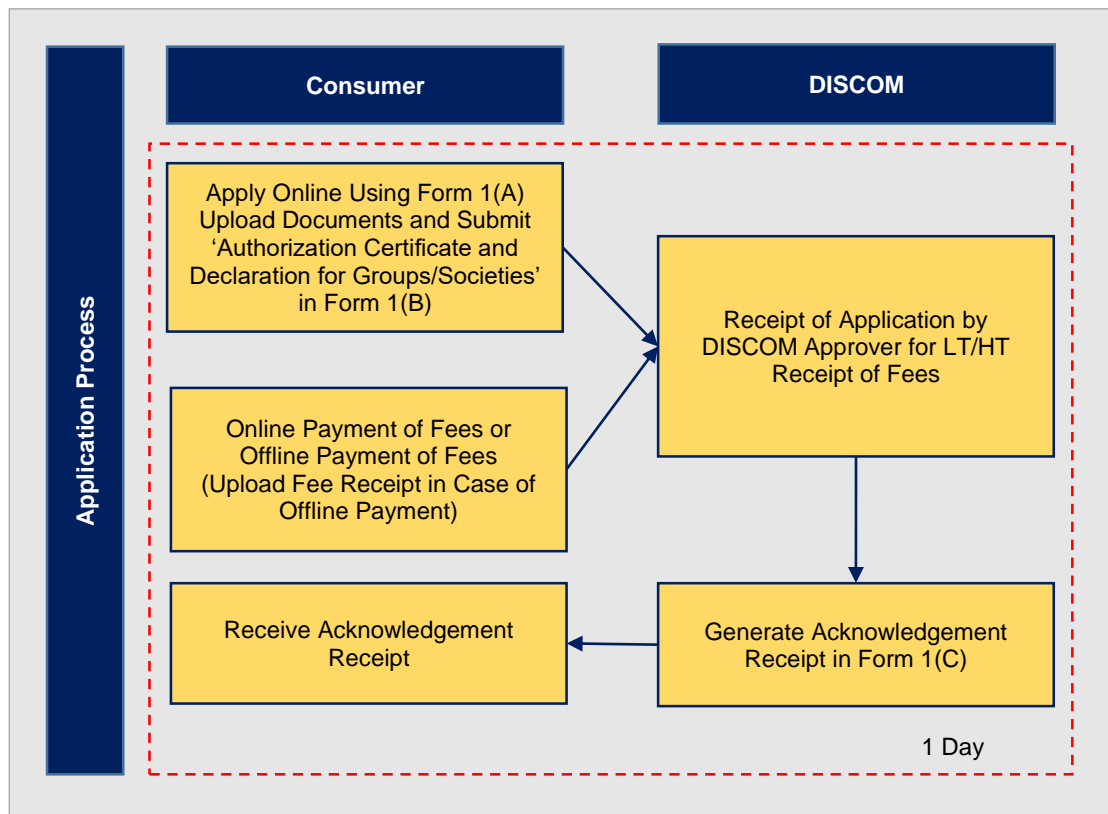 Application Process
Consumer
DISCOM
Apply Online Using Form 1(A)
Upload Documents and Submit
‘Authorization Certificate and
Declaration for Groups/Societies’
in Form 1(B)
Receipt of Application by
DISCOM Approver for LT/HT
Receipt of Fees
Online Payment of Fees or
Offline Payment of Fees
(Upload Fee Receipt in Case of
Offline Payment)
Receive Acknowledgement
Receipt
Generate Acknowledgement
Receipt in Form 1(C)
1 Day